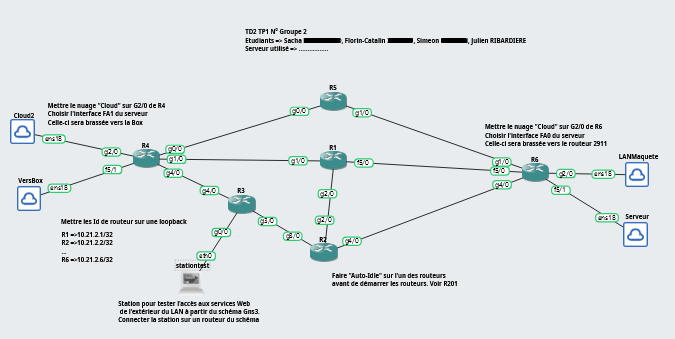 TD2 TP1 N° Groupe 2
Etudiants => Sacha , Florin-Catalin , Simeon , Julien RIBARDIERE
Serveur utilisé => ..................
R5
g0/0
g1/0
Mettre le nuage "Cloud" sur G2/0 de R4
Choisir l'interface FA1 du serveur
Celle-ci sera brassée vers la Box
Cloud2
ens18
g2/0
R4
g0/0
g1/0
f5/1
g4/0
VersBox
ens18
R1
g1/0
f5/0
g2/0
Mettre le nuage "Cloud" sur G2/0 de R6
Choisir l'interface FA0 du serveur
Celle-ci sera brassée vers le routeur 2911
g1/0
f5/0
g4/0
R6
g2/0
f5/1
ens18
LANMaquete
ens18
Serveur
g4/0
R3
g0/0
g3/0
Mettre les Id de routeur sur une loopback
R1 =>10.21.2.1/32
R2 =>10.21.2.2/32
...
R6 =>10.21.2.6/32
g2/0
g3/0
R2
g4/0
eth0
stationtest
Faire "Auto-Idle" sur l'un des routeurs
avant de démarrer les routeurs. Voir R201
Station pour tester l'accès aux services Web
de l'extérieur du LAN à partir du schéma Gns3.
Connecter la station sur un routeur du schéma